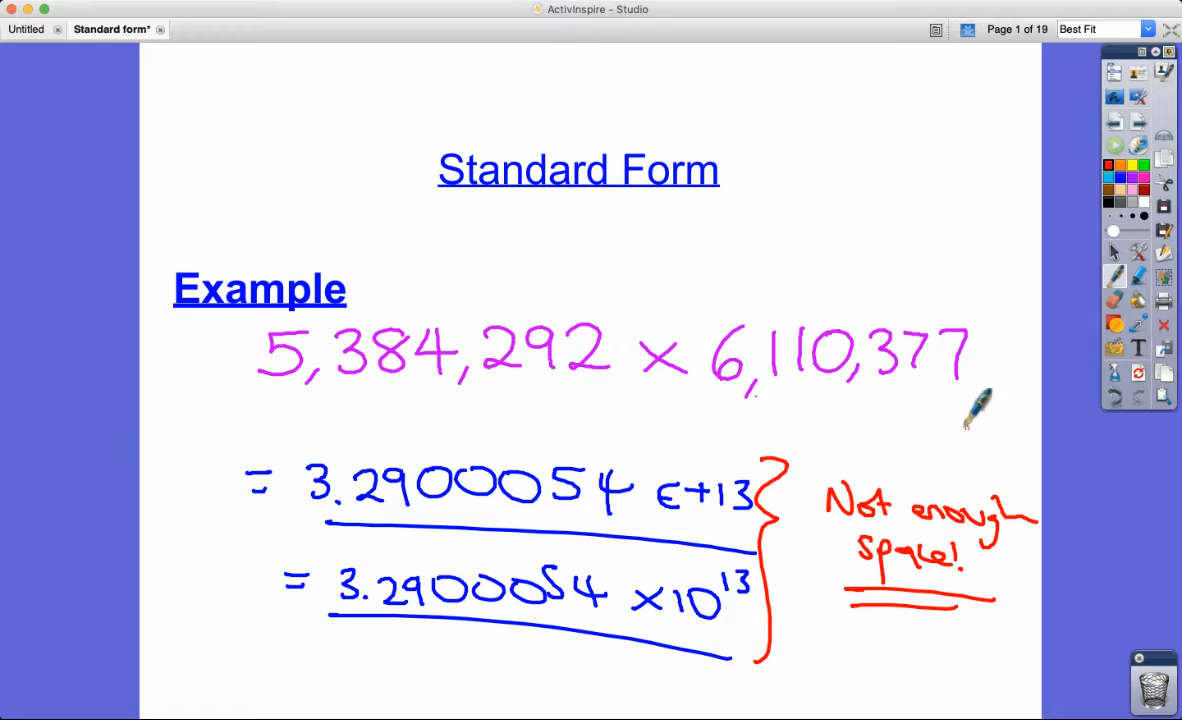 ActivInspire - Studio
Untitled
Standard form*
Page 1 of 19
Best Fit
Standard Form
Example
5,384,292 × 6,110,377
= 3.2900054 E+13
= 3.2900054 ×10¹³
Not enough
space!